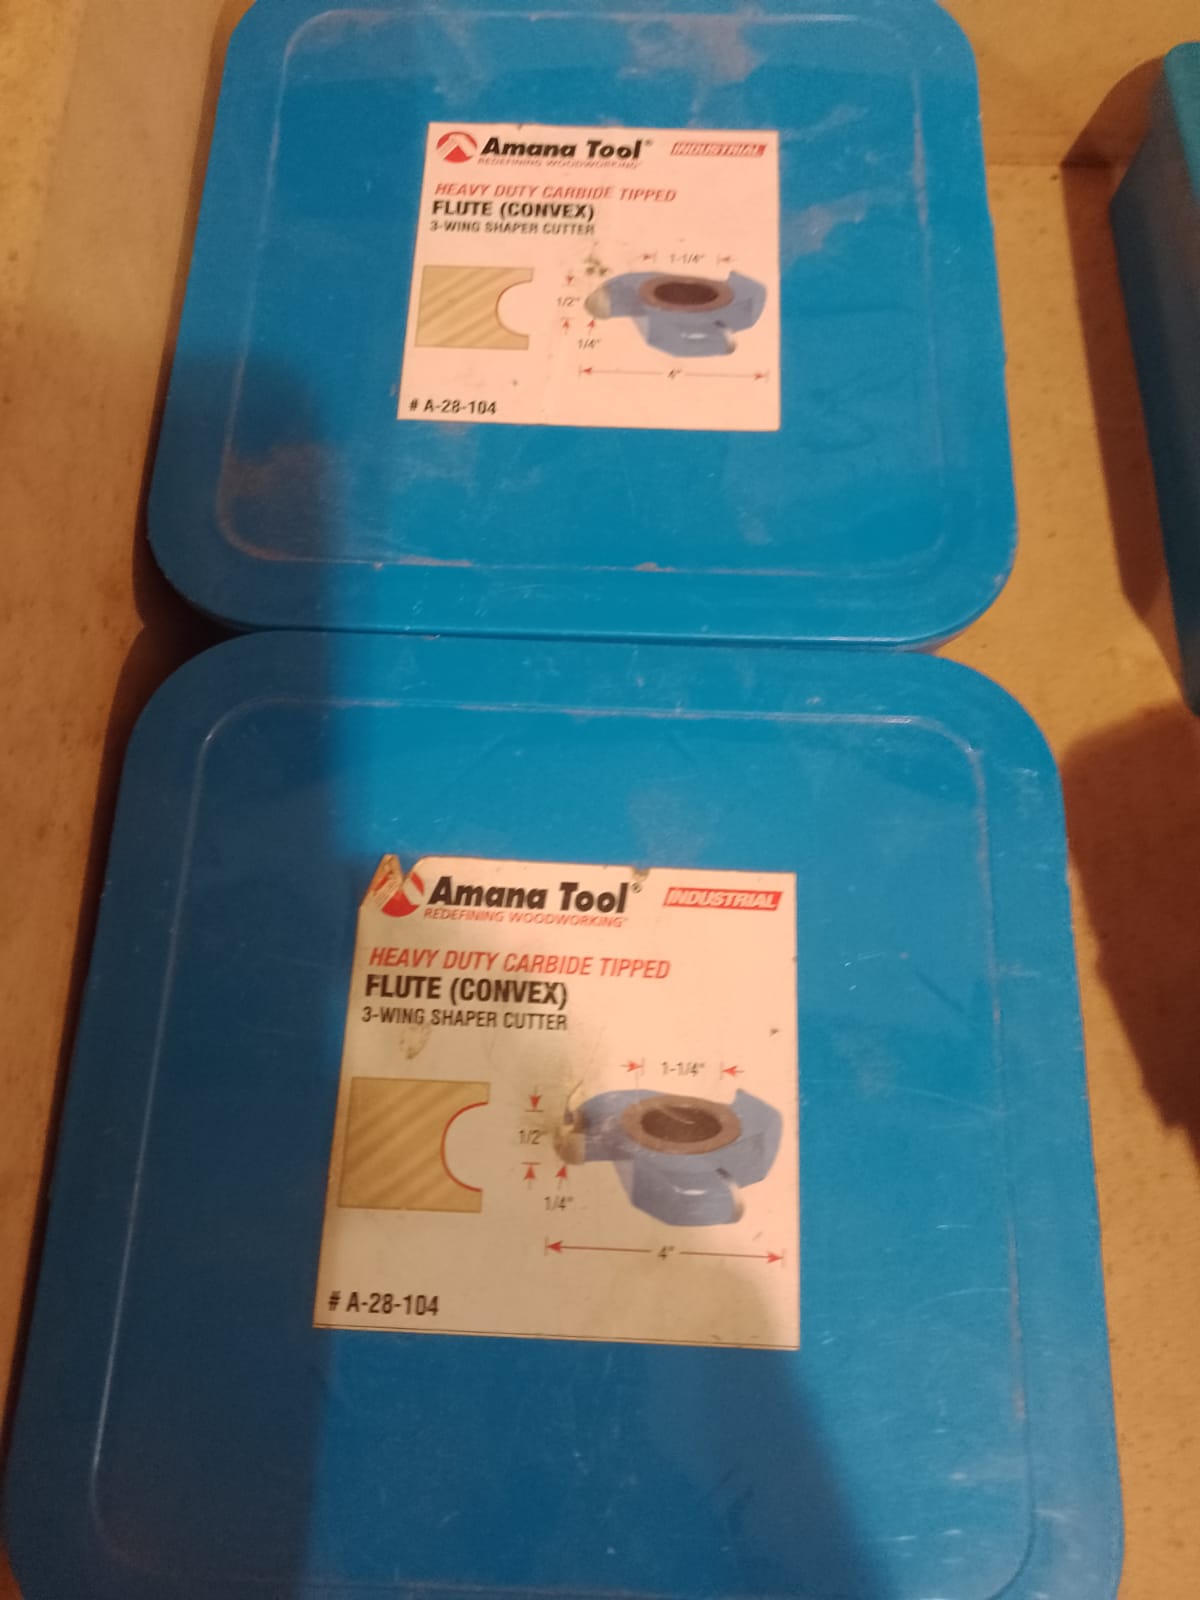 Amana Tool®
REDEFINING WOODWORKING®
INDUSTRIAL
HEAVY DUTY CARBIDE TIPPED
FLUTE (CONVEX)
3-WING SHAPER CUTTER
1-1/4"
1/2"
1/4"
4"
# A-28-104
Amana Tool®
REDEFINING WOODWORKING®
INDUSTRIAL
HEAVY DUTY CARBIDE TIPPED
FLUTE (CONVEX)
3-WING SHAPER CUTTER
1-1/4"
1/2"
1/4"
4"
# A-28-104